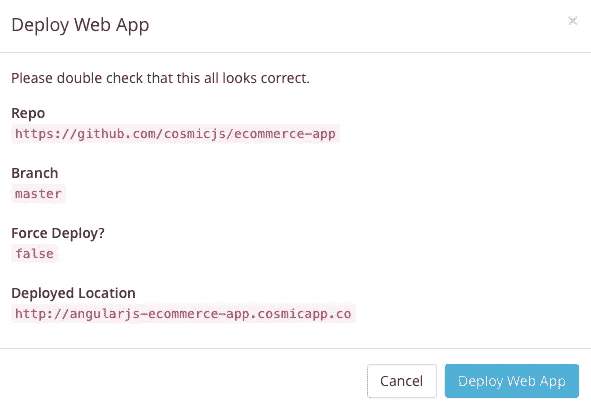 Deploy Web App
×
Please double check that this all looks correct.
Repo
https://github.com/cosmicjs/ecommerce-app
Branch
master
Force Deploy?
false
Deployed Location
http://angularjs-ecommerce-app.cosmicapp.co
Cancel Deploy Web App